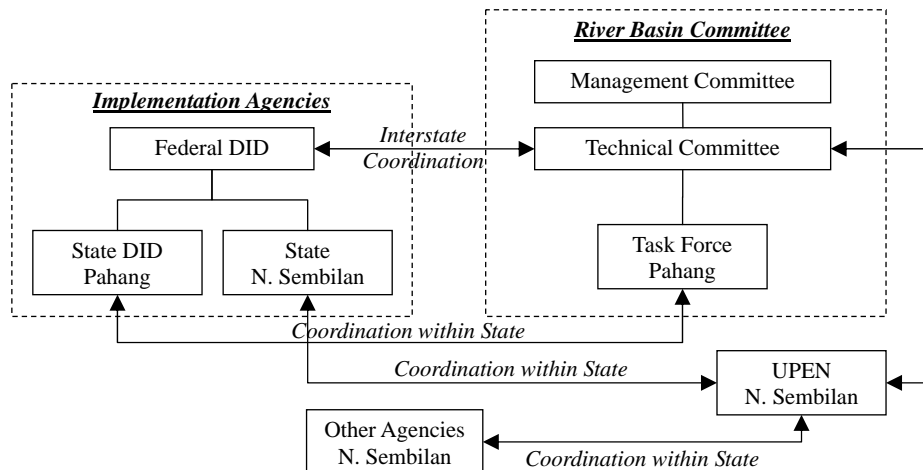 River Basin Committee
Management Committee
Implementation Agencies
Federal DID
Interstate
Coordination
Technical Committee
State DID
Pahang
State
N. Sembilan
Task Force
Pahang
Coordination within State
Coordination within State
UPEN
N. Sembilan
Other Agencies
N. Sembilan
Coordination within State